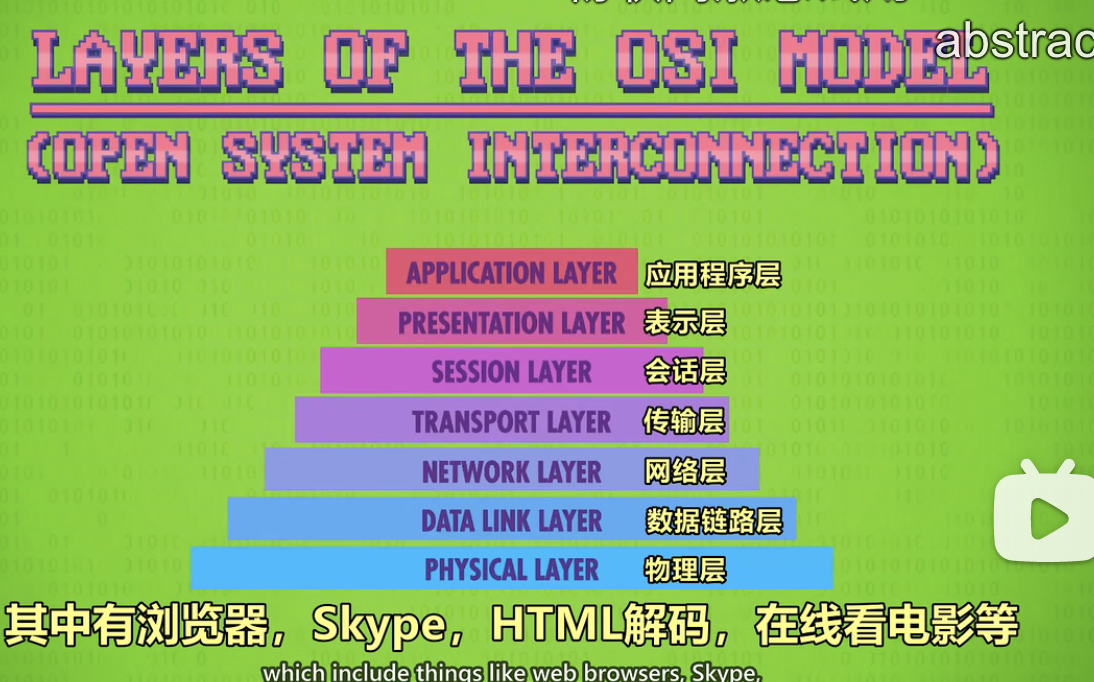 abstrac
LAYERS OF THE OSI MODEL
(OPEN SYSTEM INTERCONNECTION)
APPLICATION LAYER 应用程序层
PRESENTATION LAYER 表示层
SESSION LAYER 会话层
TRANSPORT LAYER 传输层
NETWORK LAYER 网络层
DATA LINK LAYER 数据链路层
PHYSICAL LAYER 物理层
其中有浏览器，Skype，HTML解码，在线看电影等
which include things like web browsers, Skype,